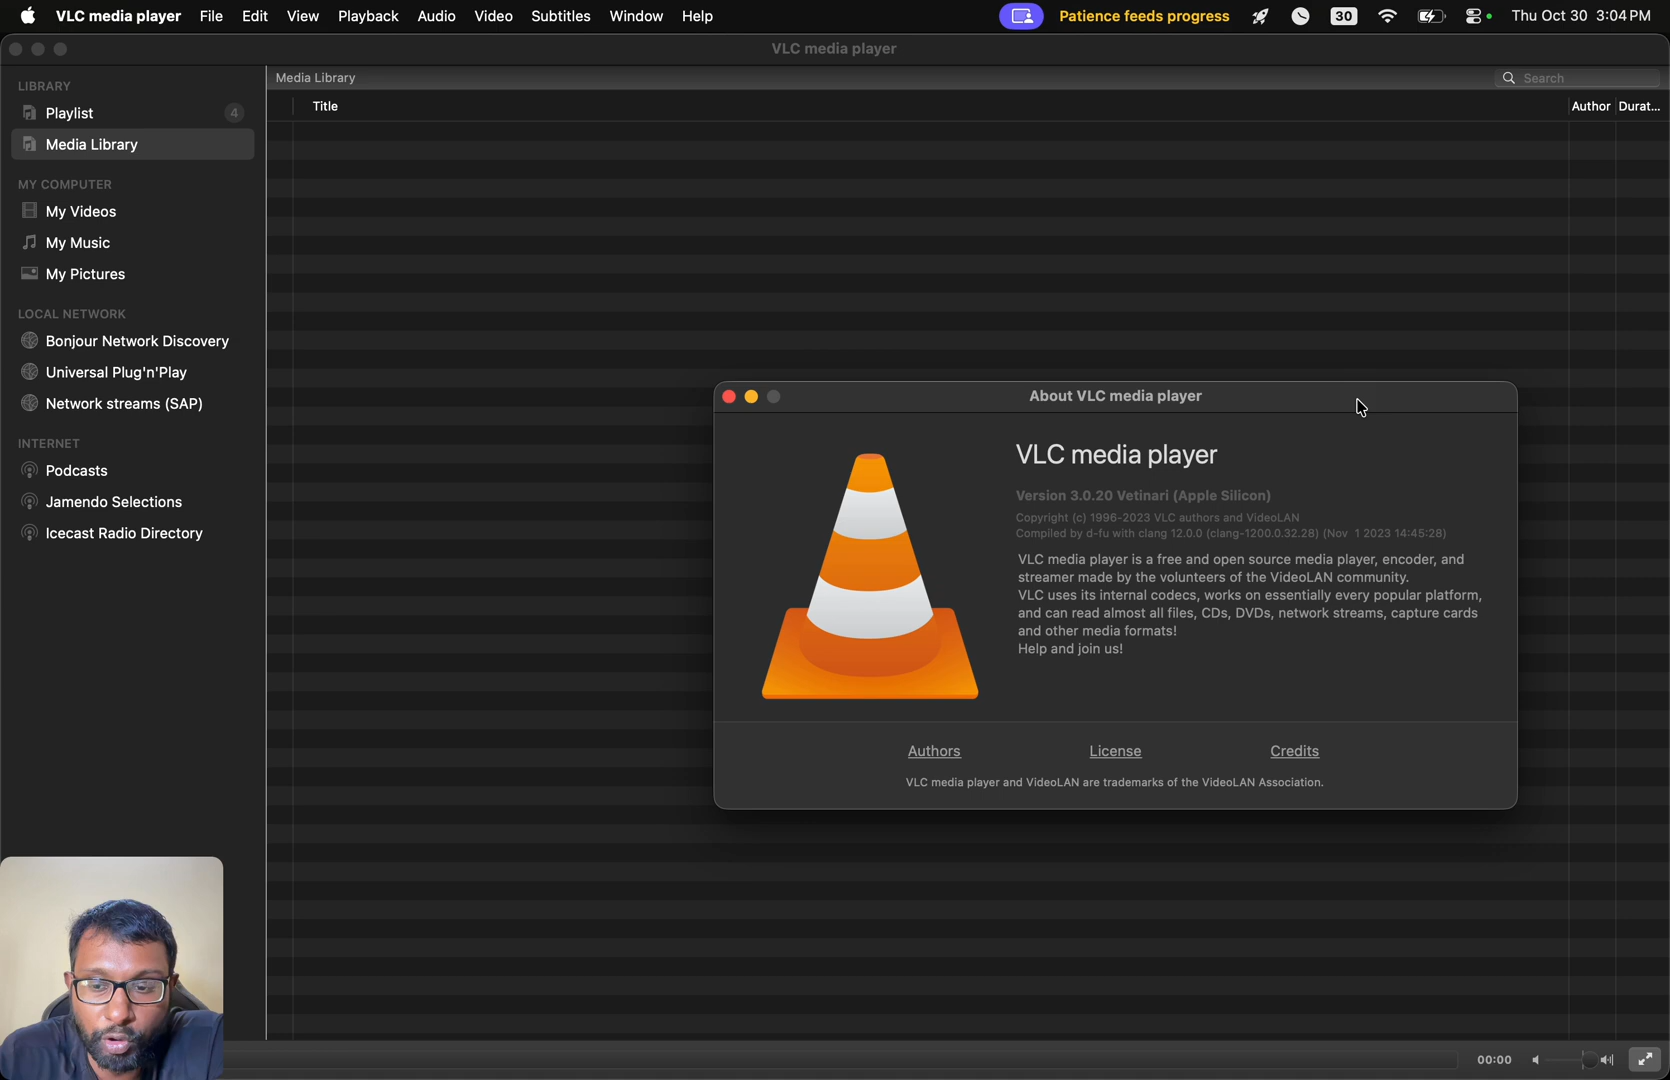 VLC media player File Edit View Playback Audio Video Subtitles Window Help Patience feeds progress 30 Thu Oct 30 3:04 PM
VLC media player
LIBRARY
Playlist 4
Media Library
MY COMPUTER
My Videos
My Music
My Pictures
LOCAL NETWORK
Bonjour Network Discovery
Universal Plug'n'Play
Network streams (SAP)
INTERNET
Podcasts
Jamendo Selections
Icecast Radio Directory
Media Library Search
Title Author Durat...
About VLC media player
VLC media player
Version 3.0.20 Vetinari (Apple Silicon)
Copyright (c) 1996-2023 VLC authors and VideoLAN
Compiled by d-fu with clang 12.0.0 (clang-1200.0.32.28) (Nov 1 2023 14:45:28)
VLC media player is a free and open source media player, encoder, and
streamer made by the volunteers of the VideoLAN community.
VLC uses its internal codecs, works on essentially every popular platform,
and can read almost all files, CDs, DVDs, network streams, capture cards
and other media formats!
Help and join us!
Authors License Credits
VLC media player and VideoLAN are trademarks of the VideoLAN Association.
00:00